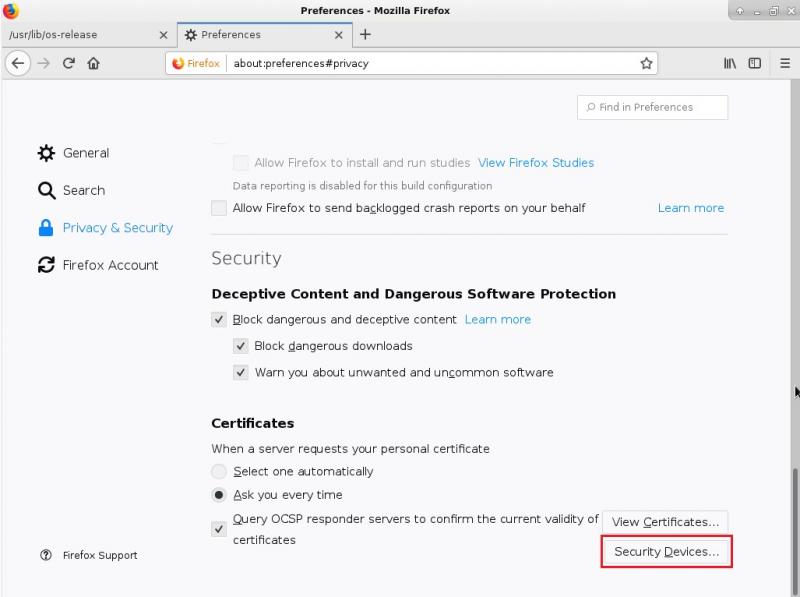 Preferences - Mozilla Firefox
/usr/lib/os-release
Preferences
Firefox
about:preferences#privacy
Find in Preferences
General
Search
Privacy & Security
Firefox Account
Allow Firefox to install and run studies View Firefox Studies
Data reporting is disabled for this build configuration
Allow Firefox to send backlogged crash reports on your behalf Learn more
Security
Deceptive Content and Dangerous Software Protection
Block dangerous and deceptive content Learn more
Block dangerous downloads
Warn you about unwanted and uncommon software
Certificates
When a server requests your personal certificate
Select one automatically
Ask you every time
Query OCSP responder servers to confirm the current validity of
certificates
View Certificates...
Security Devices...
Firefox Support